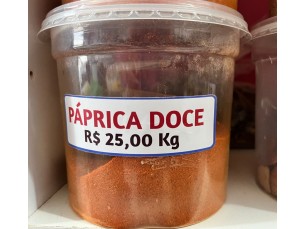 PÁPRICA DOCE
R$ 25,00 Kg